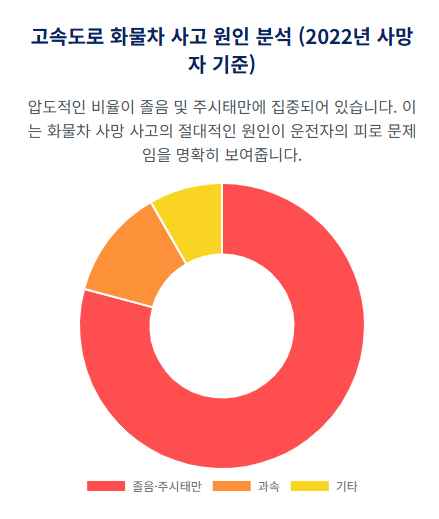 고속도로 화물차 사고 원인 분석 (2022년 사망
자 기준)
압도적인 비율이 졸음 및 주시태만에 집중되어 있습니다. 이
는 화물차 사망 사고의 절대적인 원인이 운전자의 피로 문제
임을 명확히 보여줍니다.
졸음·주시태만 과속 기타